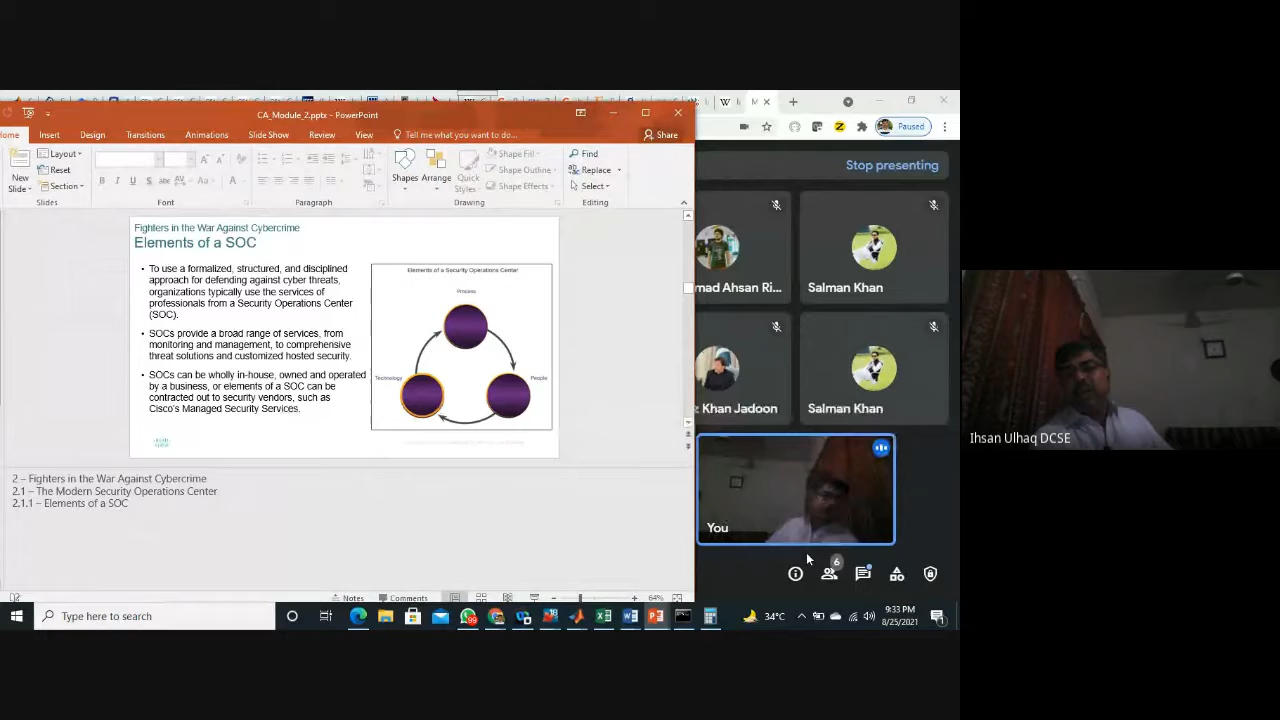 Paused
CA_Module_2.pptx - PowerPoint
Home Insert Design Transitions Animations Slide Show Review View Tell me what you want to do... Share
New
Slide
Layout
Reset
Section
Shapes
Arrange
Quick
Styles
Shape Fill
Shape Outline
Shape Effects
Find
Replace
Select
Slides Font Paragraph Drawing Editing
Stop presenting
Fighters in the War Against Cybercrime
Elements of a SOC
• To use a formalized, structured, and disciplined
approach for defending against cyber threats,
organizations typically use the services of
professionals from a Security Operations Center
(SOC).
• SOCs provide a broad range of services, from
monitoring and management, to comprehensive
threat solutions and customized hosted security.
• SOCs can be wholly in-house, owned and operated
by a business, or elements of a SOC can be
contracted out to security vendors, such as
Cisco's Managed Security Services.
Elements of a Security Operations Center
Process
Technology
People
2 – Fighters in the War Against Cybercrime
2.1 – The Modern Security Operations Center
2.1.1 – Elements of a SOC
mad Ahsan Ri...
Salman Khan
Khan Jadoon
Salman Khan
You
6
Ihsan Ulhaq DCSE
Notes Comments 64%
Type here to search
99
34°C
9:33 PM
8/25/2021